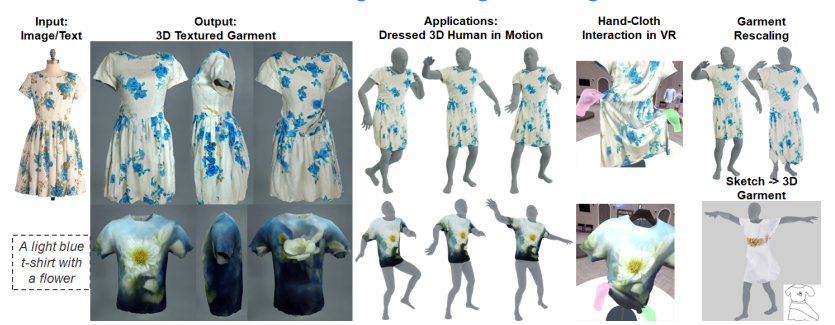 Input:
Image/Text
Output:
3D Textured Garment
Applications:
Dressed 3D Human in Motion
Hand-Cloth
Interaction in VR
Garment
Rescaling
Sketch -> 3D
Garment
A light blue
t-shirt with
a flower